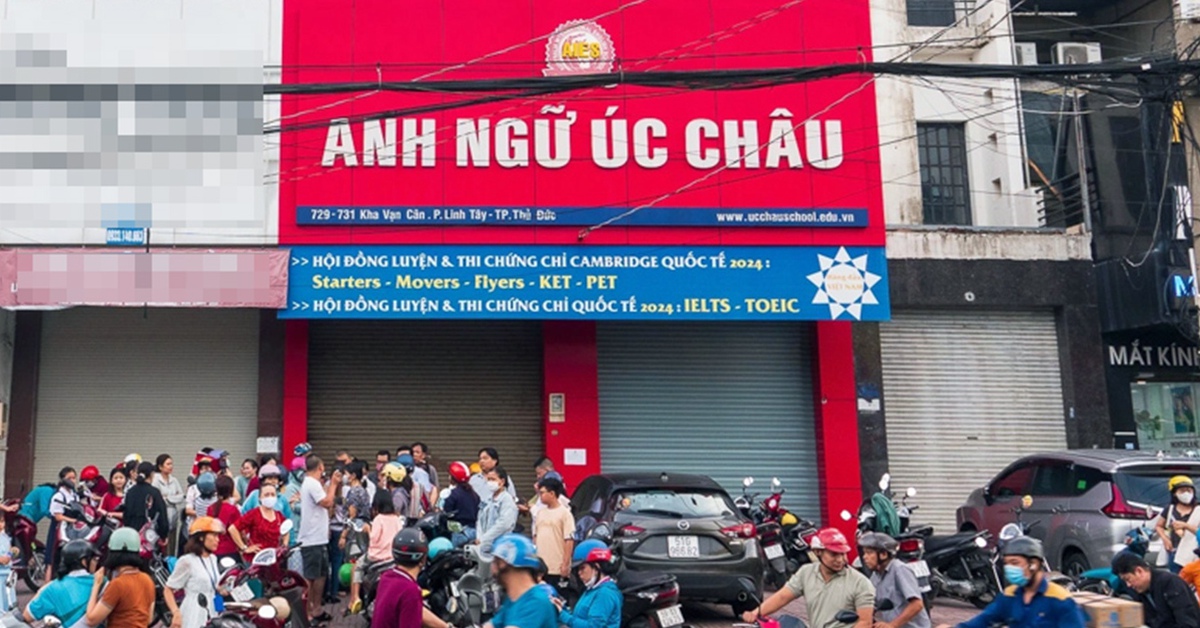 AIES
ANH NGỮ ÚC CHÂU
729-731 Kha Vạn Cân . P. Linh Tây - TP. Thủ Đức
www.ucchauschool.edu.vn
>> HỘI ĐỒNG LUYỆN & THI CHỨNG CHỈ CAMBRIDGE QUỐC TẾ 2024 :
Starters - Movers - Flyers - KET - PET
>> HỘI ĐỒNG LUYỆN & THI CHỨNG CHỈ QUỐC TẾ 2024 : IELTS - TOEIC
VIỆT NAM
MẮT KÍN